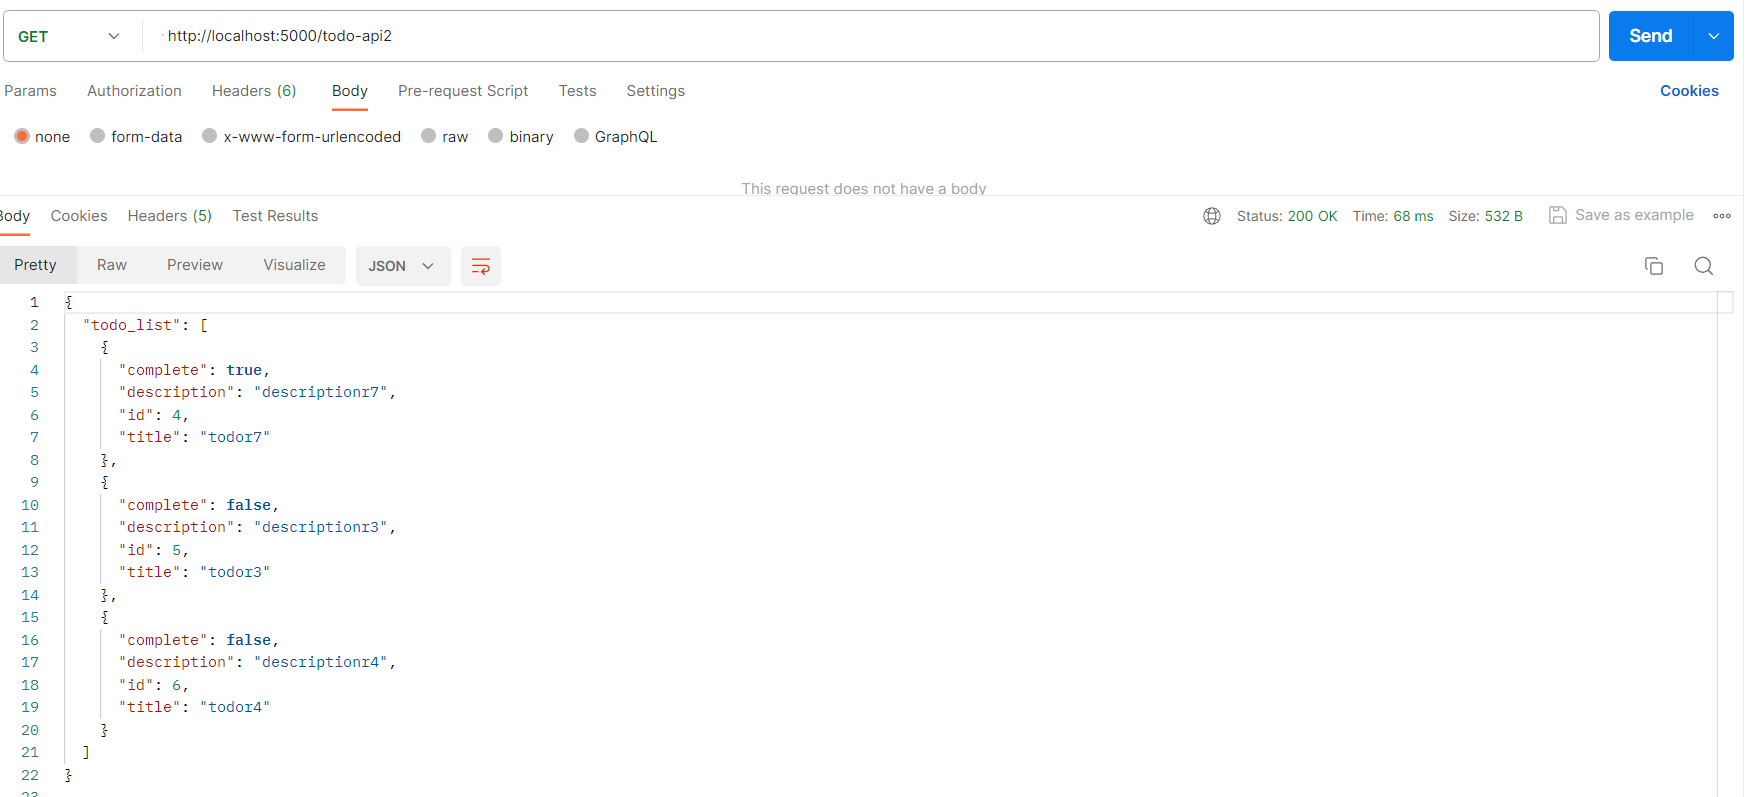 GET http://localhost:5000/todo-api2 Send
Params Authorization Headers (6) Body Pre-request Script Tests Settings Cookies
none form-data x-www-form-urlencoded raw binary GraphQL
This request does not have a body
Body Cookies Headers (5) Test Results Status: 200 OK Time: 68 ms Size: 532 B Save as example
Pretty Raw Preview Visualize JSON
1 {
2 "todo_list": [
3 {
4 "complete": true,
5 "description": "descriptionr7",
6 "id": 4,
7 "title": "todor7"
8 },
9 {
10 "complete": false,
11 "description": "descriptionr3",
12 "id": 5,
13 "title": "todor3"
14 },
15 {
16 "complete": false,
17 "description": "descriptionr4",
18 "id": 6,
19 "title": "todor4"
20 }
21 ]
22 }
23